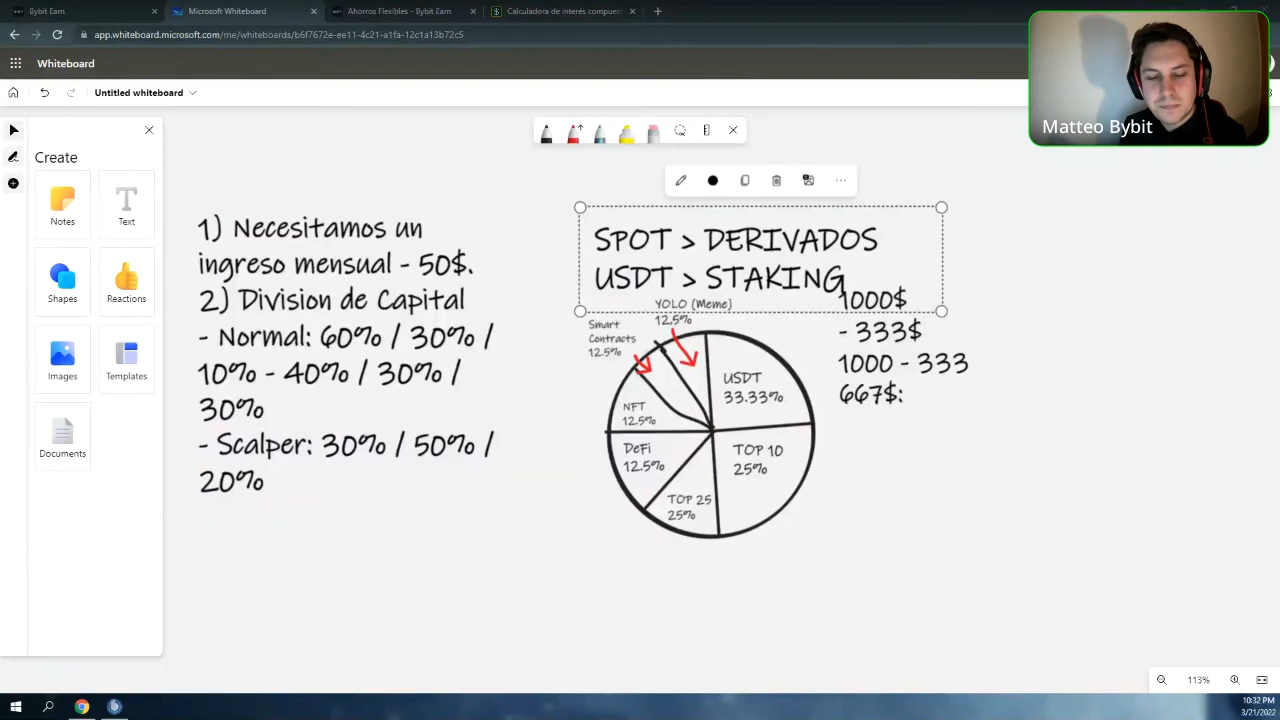 Bybit Earn
Microsoft Whiteboard
Ahorros Flexibles - Bybit Earn
Calculadora de interés compues
app.whiteboard.microsoft.com/me/whiteboards/b6f7672e-ee11-4c21-a1fa-12c1a13b72c5
Whiteboard
Untitled whiteboard
Matteo Bybit
Create
Notes
Text
Shapes
Reactions
Images
Templates
Documents
1) Necesitamos un
ingreso mensual - 50$.
2) Division de Capital
- Normal: 60% / 30% /
10% - 40% / 30% /
30%
- Scalper: 30% / 50% /
20%
SPOT > DERIVADOS
USDT > STAKING
YOLO (Meme)
12.5%
Smart
Contracts
12.5%
NFT
12.5%
DeFi
12.5%
TOP 25
25%
USDT
33.33%
TOP 10
25%
1000$
- 333$
1000 - 333
667$:
113%
10:32 PM
3/21/2022